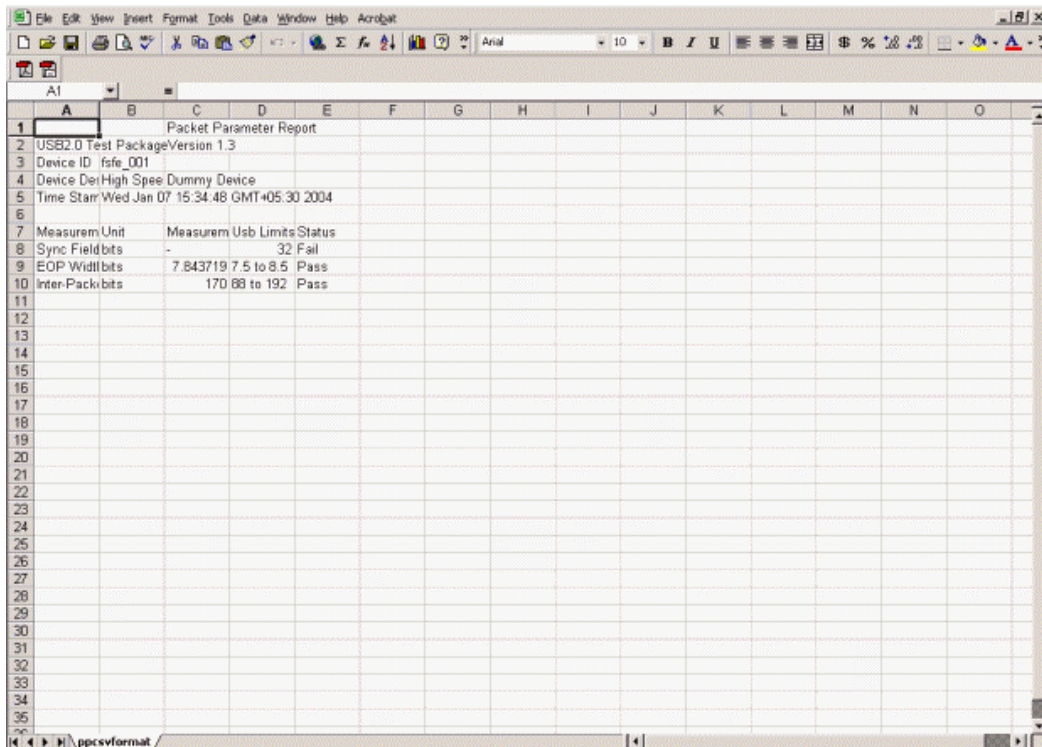 File Edit View Insert Format Tools Data Window Help Acrobat
Arial 10 B I U $ % A
A1 =
A B C D E F G H I J K L M N O
1 Packet Parameter Report
2 USB2.0 Test PackageVersion 1.3
3 Device ID fsfe_001
4 Device Des High Spee Dummy Device
5 Time Stam Wed Jan 07 15:34:48 GMT+05:30 2004
6
7 Measurem Unit Measurem Usb Limits Status
8 Sync Field bits - 32 Fail
9 EOP Widtl bits 7.843719 7.5 to 8.5 Pass
10 Inter-Pack bits 170 88 to 192 Pass
11
12
13
14
15
16
17
18
19
20
21
22
23
24
25
26
27
28
29
30
31
32
33
34
35
ppcsvformat